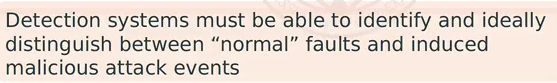 Detection systems must be able to identify and ideally
distinguish between “normal” faults and induced
malicious attack events